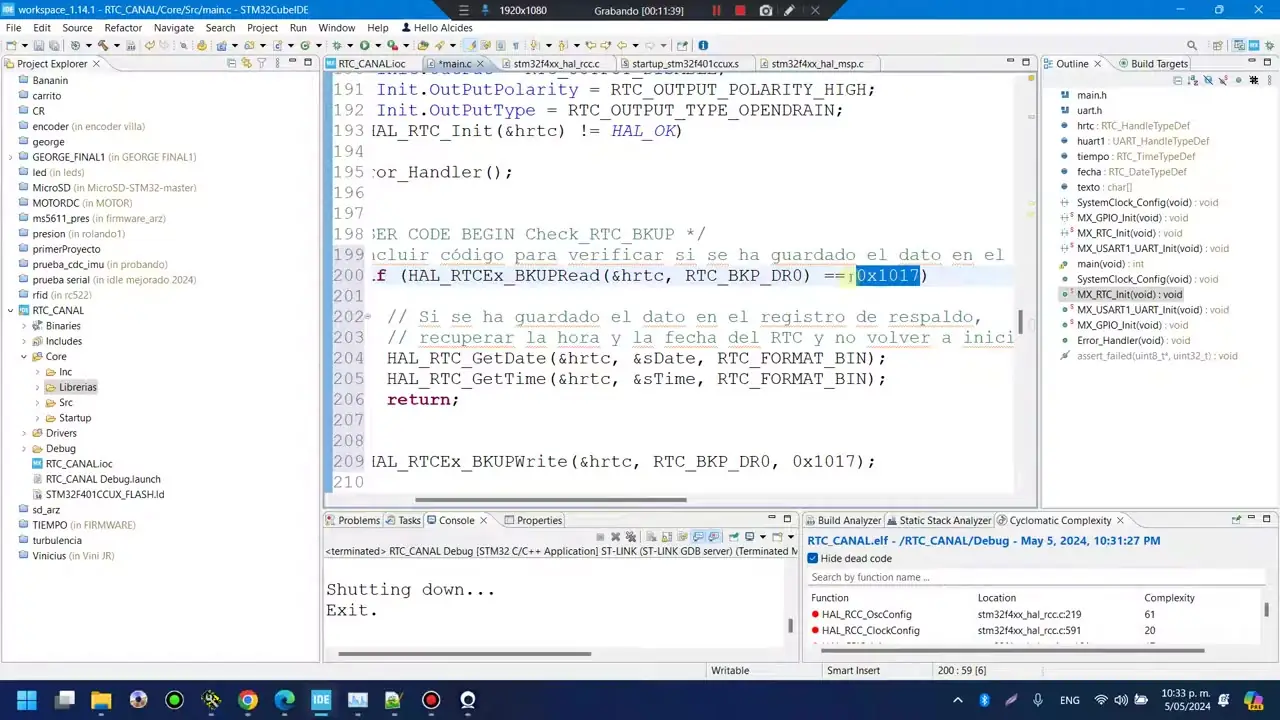 workspace_1.14.1 - RTC_CANAL/Core/Src/main.c - STM32CubeIDE
1920x1080
Grabando [00:11:39]
File Edit Source Refactor Navigate Search Project Run Window Help Hello Alcides
Project Explorer
Bananin
carrito
CR
encoder (in encoder villa)
george
GEORGE_FINAL1 (in GEORGE FINAL1)
led (in leds)
MicroSD (in MicroSD-STM32-master)
MOTORDC (in MOTOR)
ms5611_pres (in firmware_arz)
presion (in rolando1)
primerProyecto
prueba_cdc_imu (in probando)
prueba serial (in idle mejorado 2024)
rfid (in rc522)
RTC_CANAL
Binaries
Includes
Core
Inc
Librerias
Src
Startup
Drivers
Debug
RTC_CANAL.ioc
RTC_CANAL Debug.launch
STM32F401CCUX_FLASH.ld
sd_arz
TIEMPO (in FIRMWARE)
turbulencia
Vinicius (in Vini JR)
RTC_CANAL.ioc
*main.c
stm32f4xx_hal_rcc.c
startup_stm32f401ccux.s
stm32f4xx_hal_msp.c
191 Init.OutPutPolarity = RTC_OUTPUT_POLARITY_HIGH;
192 Init.OutPutType = RTC_OUTPUT_TYPE_OPENDRAIN;
193 HAL_RTC_Init(&hrtc) != HAL_OK)
194
195 ror_Handler();
196
197
198 SER CODE BEGIN Check_RTC_BKUP */
199 ncluir código para verificar si se ha guardado el dato en el
200 if (HAL_RTCEx_BKUPRead(&hrtc, RTC_BKP_DR0) == 0x1017)
201
202 // Si se ha guardado el dato en el registro de respaldo,
203 // recuperar la hora y la fecha del RTC y no volver a inici
204 HAL_RTC_GetDate(&hrtc, &sDate, RTC_FORMAT_BIN);
205 HAL_RTC_GetTime(&hrtc, &sTime, RTC_FORMAT_BIN);
206 return;
207
208
209 HAL_RTCEx_BKUPWrite(&hrtc, RTC_BKP_DR0, 0x1017);
210
Outline
Build Targets
main.h
uart.h
hrtc : RTC_HandleTypeDef
huart1 : UART_HandleTypeDef
tiempo : RTC_TimeTypeDef
fecha : RTC_DateTypeDef
texto : char[]
SystemClock_Config(void) : void
MX_GPIO_Init(void) : void
MX_RTC_Init(void) : void
MX_USART1_UART_Init(void) : void
main(void) : int
SystemClock_Config(void) : void
MX_RTC_Init(void) : void
MX_USART1_UART_Init(void) : void
MX_GPIO_Init(void) : void
Error_Handler(void) : void
assert_failed(uint8_t*, uint32_t) : void
Problems
Tasks
Console
Properties
<terminated> RTC_CANAL Debug [STM32 C/C++ Application] ST-LINK (ST-LINK GDB server) (Terminated M
Shutting down...
Exit.
Build Analyzer
Static Stack Analyzer
Cyclomatic Complexity
RTC_CANAL.elf - /RTC_CANAL/Debug - May 5, 2024, 10:31:27 PM
Hide dead code
Search by function name ...
Function Location Complexity
HAL_RCC_OscConfig stm32f4xx_hal_rcc.c:219 61
HAL_RCC_ClockConfig stm32f4xx_hal_rcc.c:591 20
Writable
Smart Insert
200 : 59 [6]
IDE
ENG
10:33 p. m.
5/05/2024